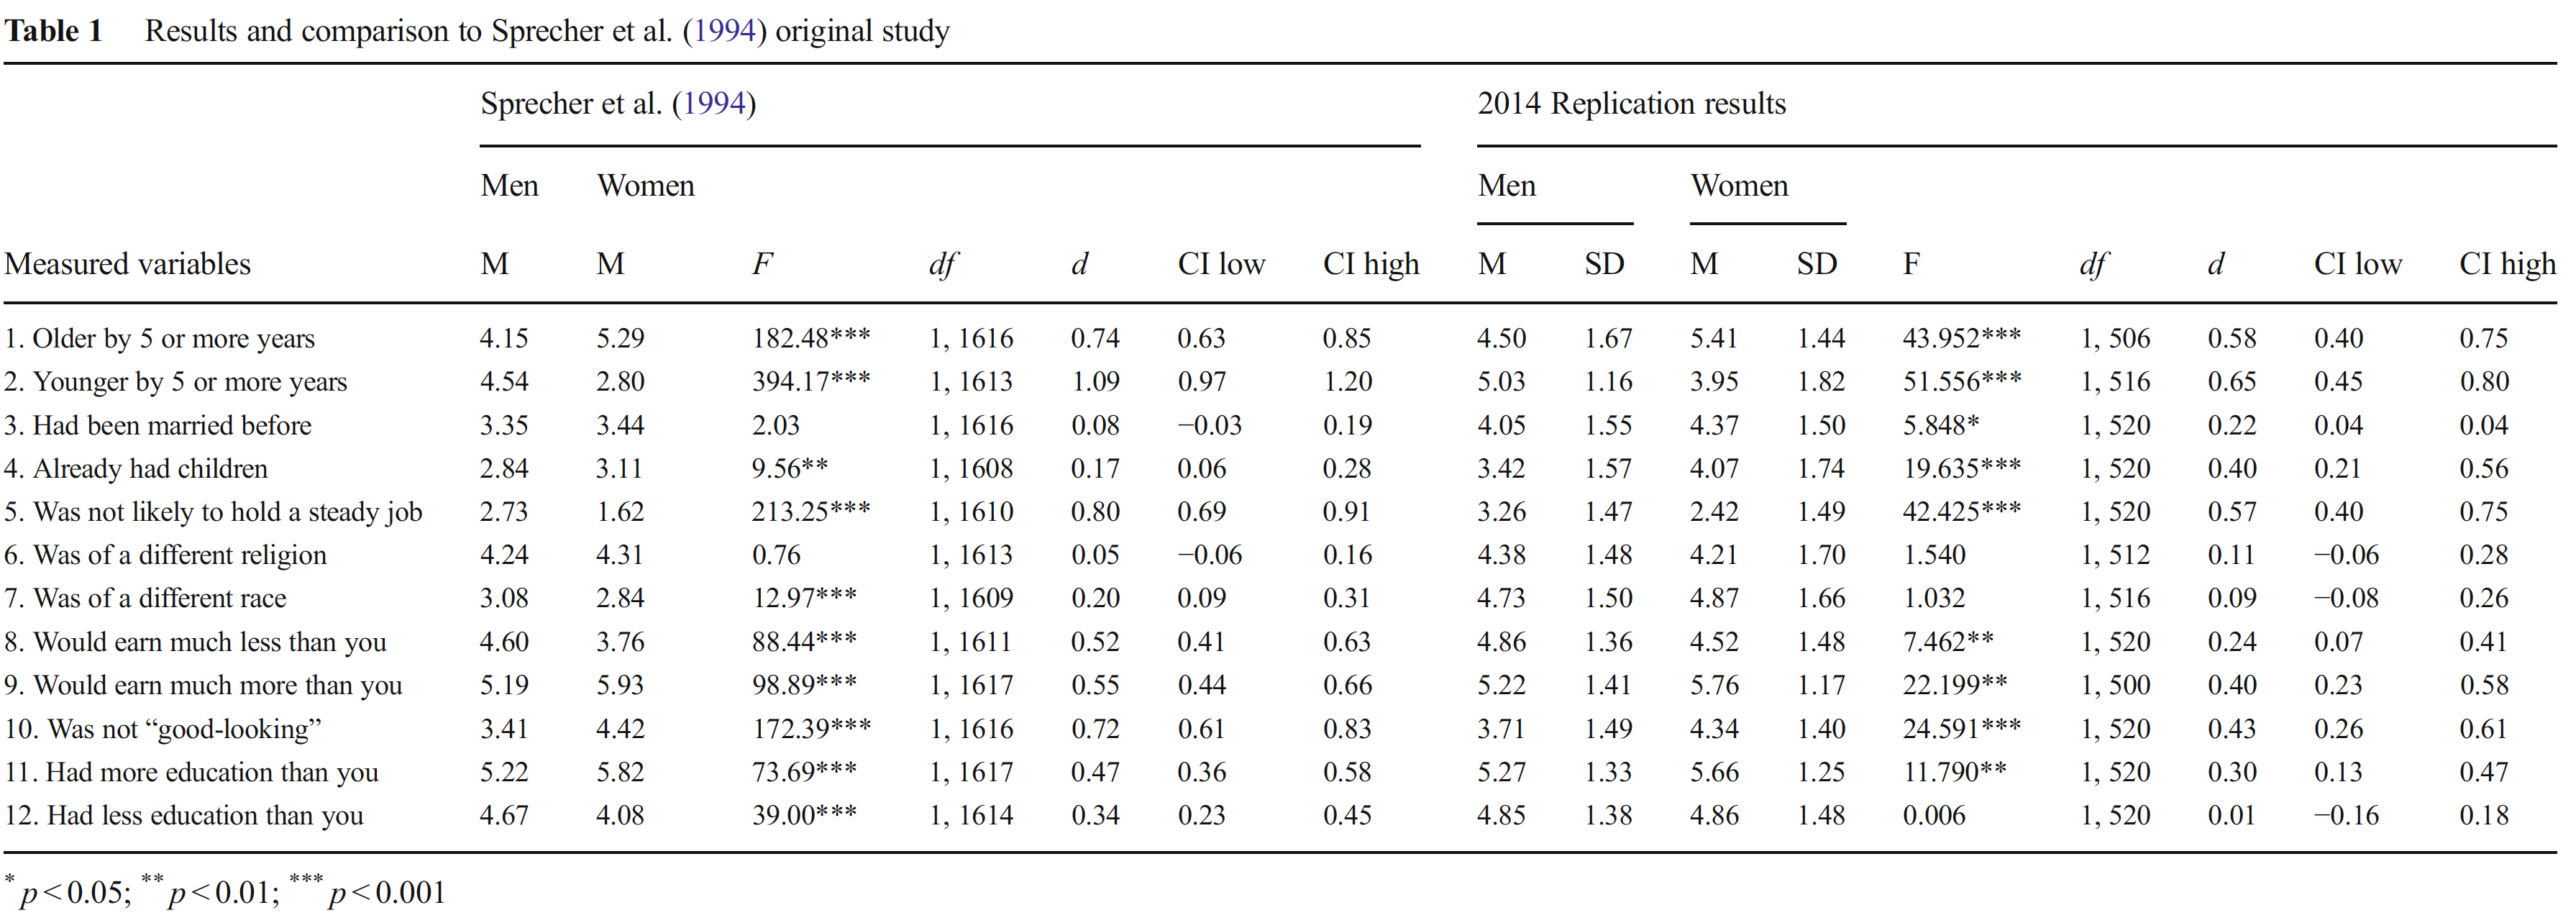 Table 1 Results and comparison to Sprecher et al. (1994) original study
Sprecher et al. (1994) 2014 Replication results
Men Women Men Women
Measured variables M M F df d CI low CI high M SD M SD F df d CI low CI high
1. Older by 5 or more years 4.15 5.29 182.48*** 1, 1616 0.74 0.63 0.85 4.50 1.67 5.41 1.44 43.952*** 1, 506 0.58 0.40 0.75
2. Younger by 5 or more years 4.54 2.80 394.17*** 1, 1613 1.09 0.97 1.20 5.03 1.16 3.95 1.82 51.556*** 1, 516 0.65 0.45 0.80
3. Had been married before 3.35 3.44 2.03 1, 1616 0.08 −0.03 0.19 4.05 1.55 4.37 1.50 5.848* 1, 520 0.22 0.04 0.04
4. Already had children 2.84 3.11 9.56** 1, 1608 0.17 0.06 0.28 3.42 1.57 4.07 1.74 19.635*** 1, 520 0.40 0.21 0.56
5. Was not likely to hold a steady job 2.73 1.62 213.25*** 1, 1610 0.80 0.69 0.91 3.26 1.47 2.42 1.49 42.425*** 1, 520 0.57 0.40 0.75
6. Was of a different religion 4.24 4.31 0.76 1, 1613 0.05 −0.06 0.16 4.38 1.48 4.21 1.70 1.540 1, 512 0.11 −0.06 0.28
7. Was of a different race 3.08 2.84 12.97*** 1, 1609 0.20 0.09 0.31 4.73 1.50 4.87 1.66 1.032 1, 516 0.09 −0.08 0.26
8. Would earn much less than you 4.60 3.76 88.44*** 1, 1611 0.52 0.41 0.63 4.86 1.36 4.52 1.48 7.462** 1, 520 0.24 0.07 0.41
9. Would earn much more than you 5.19 5.93 98.89*** 1, 1617 0.55 0.44 0.66 5.22 1.41 5.76 1.17 22.199** 1, 500 0.40 0.23 0.58
10. Was not “good-looking” 3.41 4.42 172.39*** 1, 1616 0.72 0.61 0.83 3.71 1.49 4.34 1.40 24.591*** 1, 520 0.43 0.26 0.61
11. Had more education than you 5.22 5.82 73.69*** 1, 1617 0.47 0.36 0.58 5.27 1.33 5.66 1.25 11.790** 1, 520 0.30 0.13 0.47
12. Had less education than you 4.67 4.08 39.00*** 1, 1614 0.34 0.23 0.45 4.85 1.38 4.86 1.48 0.006 1, 520 0.01 −0.16 0.18
* p < 0.05; ** p < 0.01; *** p < 0.001